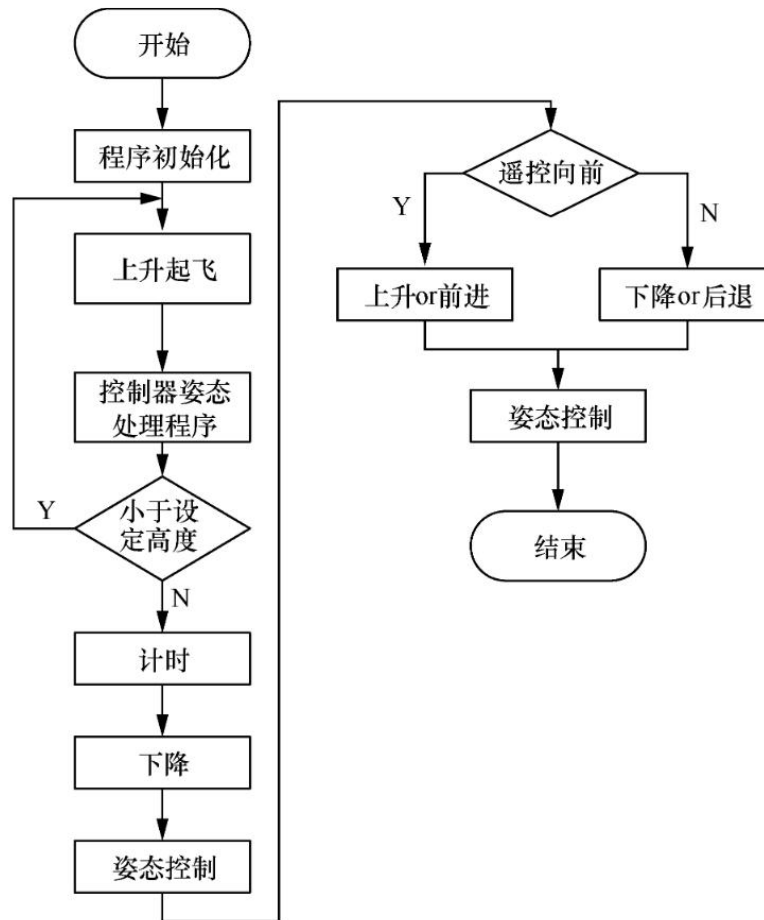 开始
程序初始化
上升起飞
控制器姿态
处理程序
小于设
定高度
Y
N
计时
下降
姿态控制
遥控向前
Y
N
上升or前进
下降or后退
姿态控制
结束